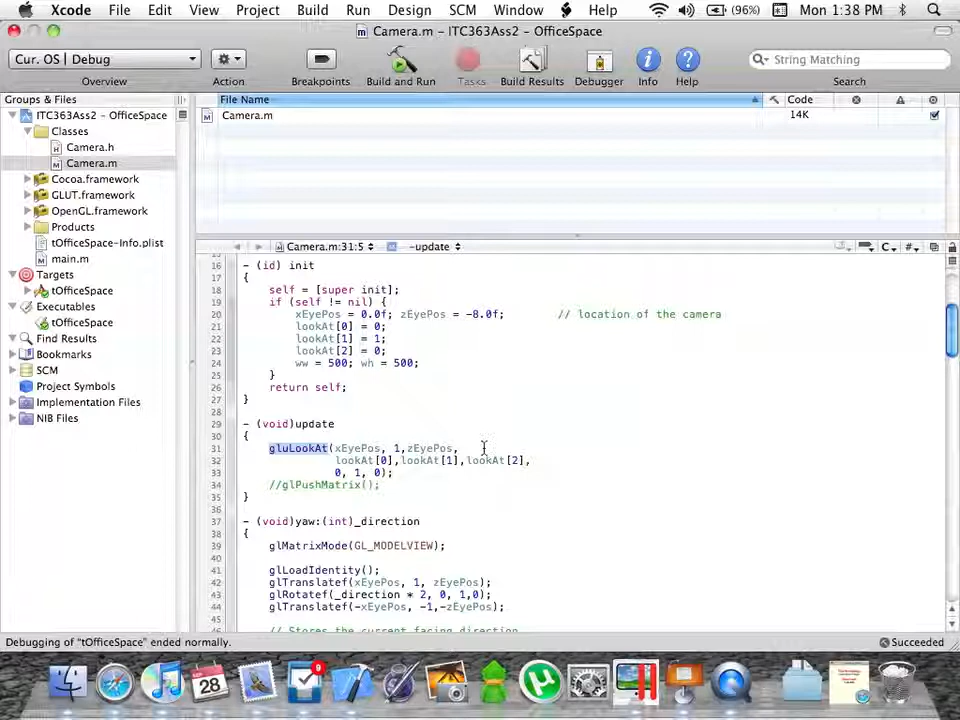 Xcode File Edit View Project Build Run Design SCM Window Help (96%) Mon 1:38 PM
Camera.m - ITC363Ass2 - OfficeSpace
Cur. OS | Debug
String Matching
Overview Action Breakpoints Build and Run Tasks Build Results Debugger Info Help Search
Groups & Files
File Name Code
ITC363Ass2 - OfficeSpace
Camera.m 14K
Classes
Camera.h
Camera.m
Cocoa.framework
GLUT.framework
OpenGL.framework
Products
tOfficeSpace-Info.plist
main.m
Targets
tOfficeSpace
Executables
tOfficeSpace
Find Results
Bookmarks
SCM
Project Symbols
Implementation Files
NIB Files
Camera.m:31:5 -update C #
16 - (id) init
17 {
18 self = [super init];
19 if (self != nil) {
20 xEyePos = 0.0f; zEyePos = -8.0f; // location of the camera
21 lookAt[0] = 0;
22 lookAt[1] = 1;
23 lookAt[2] = 0;
24 ww = 500; wh = 500;
25 }
26 return self;
27 }
28
29 - (void)update
30 {
31 gluLookAt(xEyePos, 1,zEyePos,
32 lookAt[0],lookAt[1],lookAt[2],
33 0, 1, 0);
34 //glPushMatrix();
35 }
36
37 - (void)yaw:(int)_direction
38 {
39 glMatrixMode(GL_MODELVIEW);
40
41 glLoadIdentity();
42 glTranslatef(xEyePos, 1, zEyePos);
43 glRotatef(_direction * 2, 0, 1,0);
44 glTranslatef(-xEyePos, -1,-zEyePos);
45
// Stores the current facing direction
Debugging of "tOfficeSpace" ended normally.
Succeeded
SEP
28
9